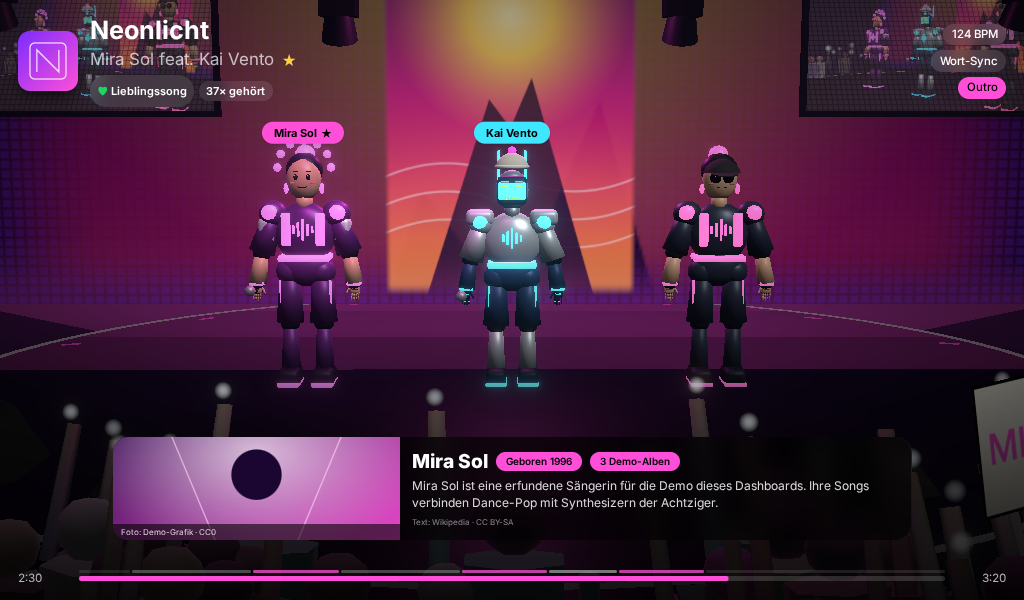 Neonlicht
Mira Sol feat. Kai Vento ★
Lieblingssong
37× gehört
124 BPM
Wort-Sync
Outro
Mira Sol ★
Kai Vento
Mira Sol
Geboren 1996
3 Demo-Alben
Mira Sol ist eine erfundene Sängerin für die Demo dieses Dashboards. Ihre Songs
verbinden Dance-Pop mit Synthesizern der Achtziger.
Text: Wikipedia · CC BY-SA
Foto: Demo-Grafik · CC0
2:30
3:20